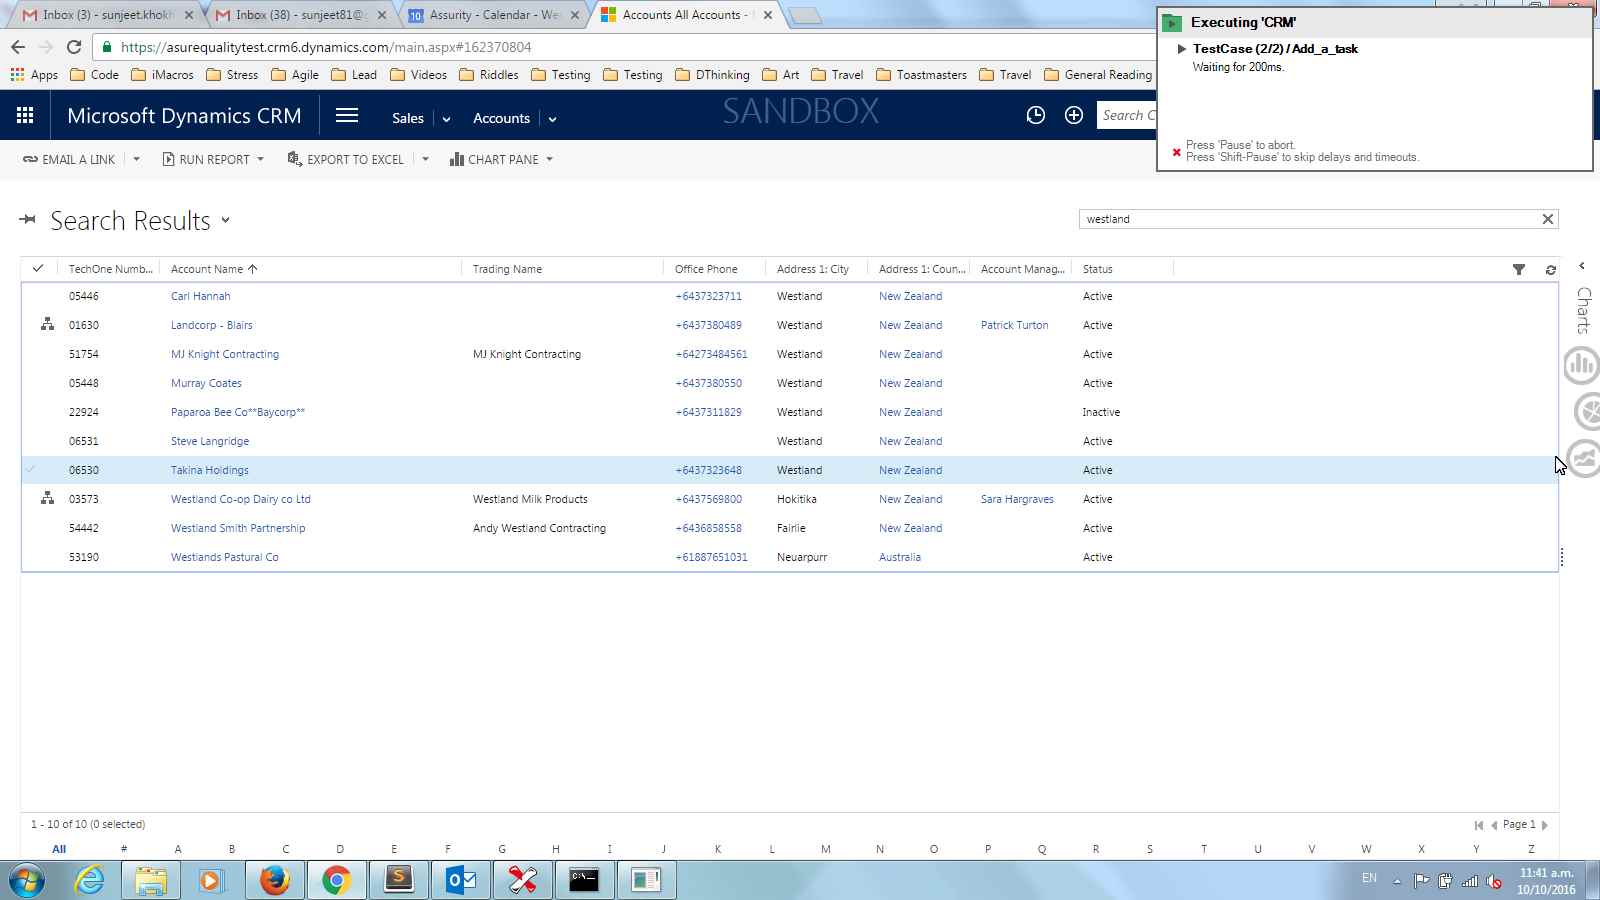 Inbox (3) - sunjeet.khokh
Inbox (38) - sunjeet81@g
10 Assurity - Calendar - We
Accounts All Accounts -
https://asurequalitytest.crm6.dynamics.com/main.aspx#162370804
Apps Code iMacros Stress Agile Lead Videos Riddles Testing Testing DThinking Art Travel Toastmasters Travel General Reading
Executing 'CRM'
TestCase (2/2) / Add_a_task
Waiting for 200ms.
Press 'Pause' to abort.
Press 'Shift-Pause' to skip delays and timeouts.
Microsoft Dynamics CRM Sales Accounts SANDBOX Search C
EMAIL A LINK RUN REPORT EXPORT TO EXCEL CHART PANE
Search Results westland
TechOne Numb... Account Name Trading Name Office Phone Address 1: City Address 1: Coun... Account Manag... Status
05446 Carl Hannah +6437323711 Westland New Zealand Active
01630 Landcorp - Blairs +6437380489 Westland New Zealand Patrick Turton Active
51754 MJ Knight Contracting MJ Knight Contracting +64273484561 Westland New Zealand Active
05448 Murray Coates +6437380550 Westland New Zealand Active
22924 Paparoa Bee Co**Baycorp** +6437311829 Westland New Zealand Inactive
06531 Steve Langridge Westland New Zealand Active
06530 Takina Holdings +6437323648 Westland New Zealand Active
03573 Westland Co-op Dairy co Ltd Westland Milk Products +6437569800 Hokitika New Zealand Sara Hargraves Active
54442 Westland Smith Partnership Andy Westland Contracting +6436858558 Fairlie New Zealand Active
53190 Westlands Pastural Co +61887651031 Neuarpurr Australia Active
Charts
1 - 10 of 10 (0 selected) Page 1
All # A B C D E F G H I J K L M N O P Q R S T U V W X Y Z
EN 11:41 a.m.
10/10/2016